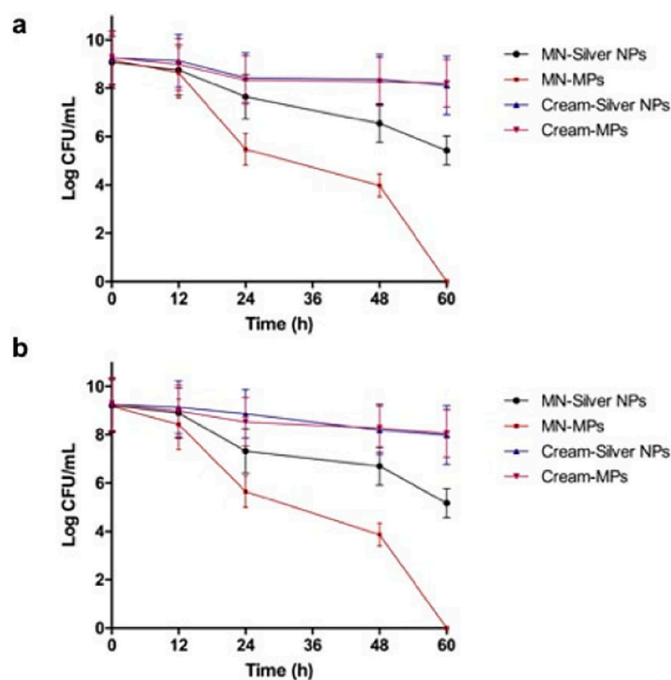 a
10
8
6
4
2
0
Log CFU/mL
0 12 24 36 48 60
Time (h)
MN-Silver NPs
MN-MPs
Cream-Silver NPs
Cream-MPs
b
10
8
6
4
2
0
Log CFU/mL
0 12 24 36 48 60
Time (h)
MN-Silver NPs
MN-MPs
Cream-Silver NPs
Cream-MPs